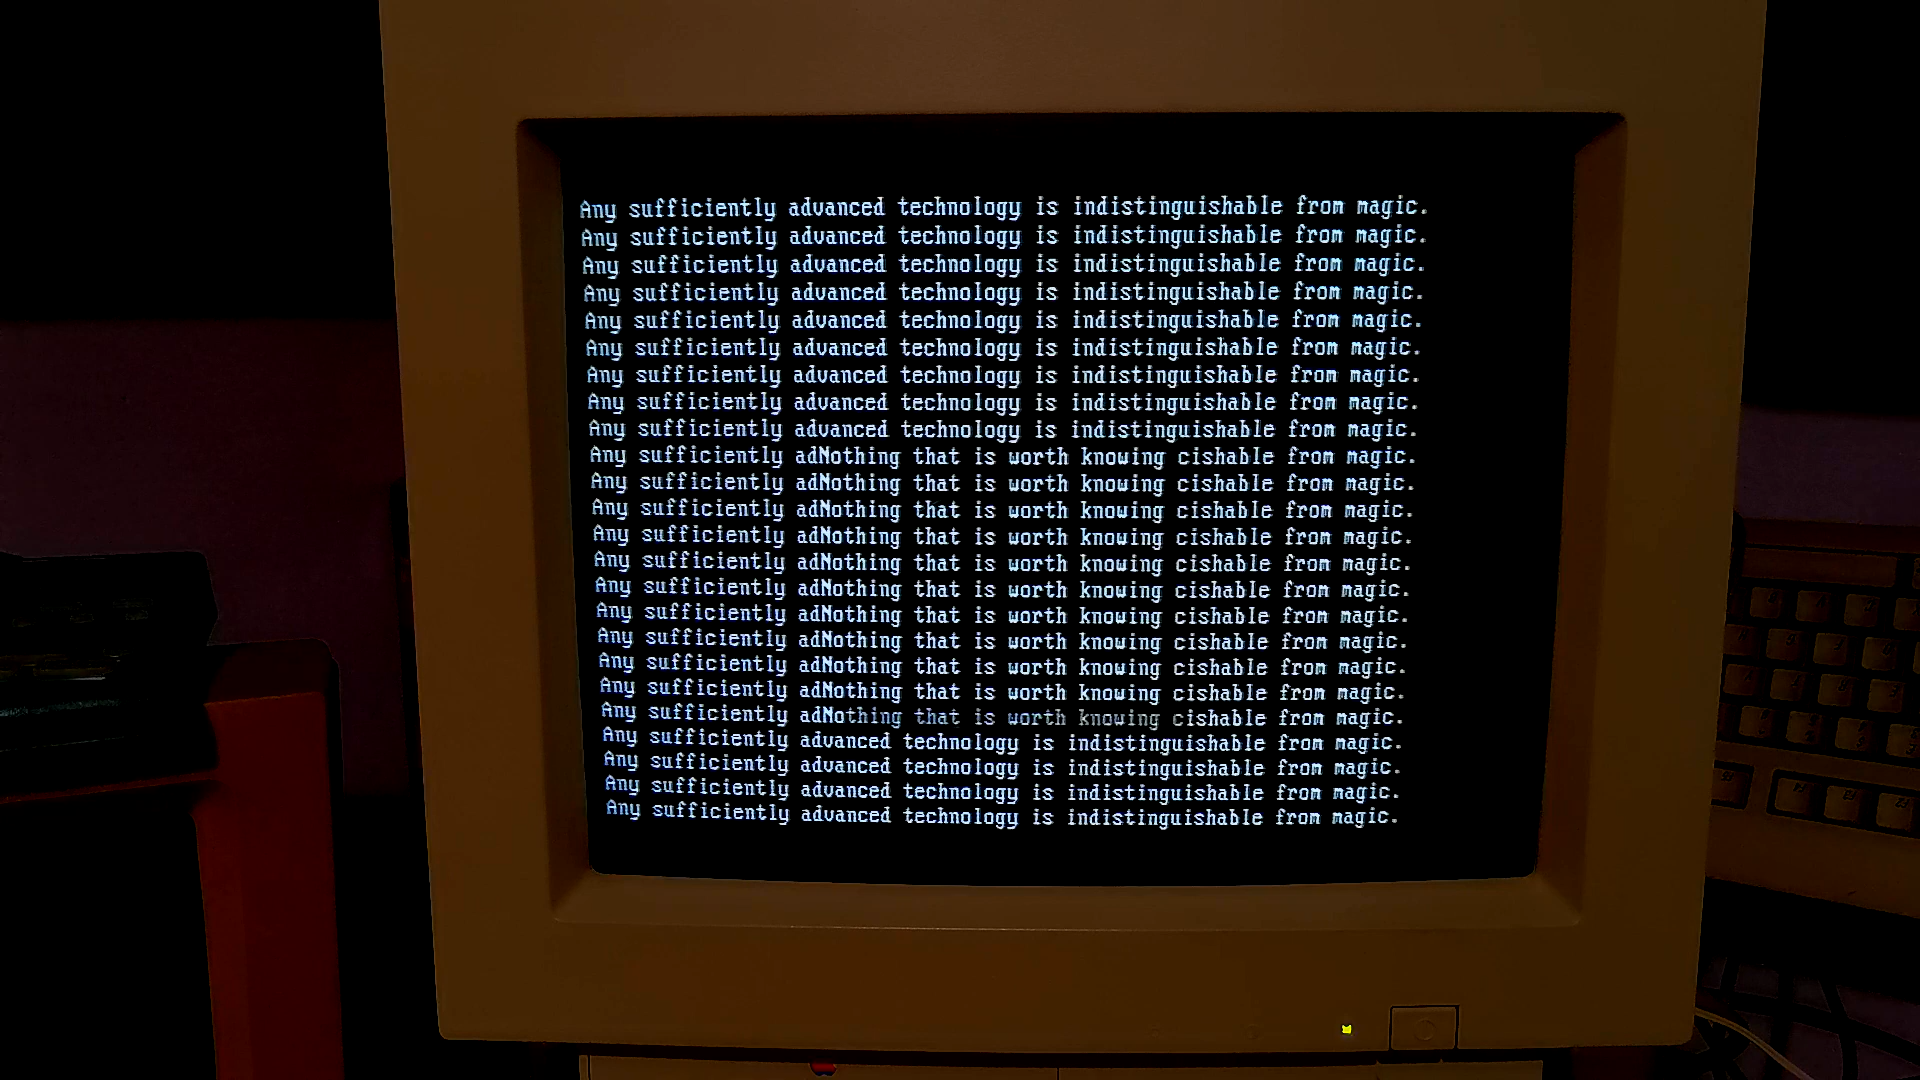 Any sufficiently advanced technology is indistinguishable from magic.
Any sufficiently advanced technology is indistinguishable from magic.
Any sufficiently advanced technology is indistinguishable from magic.
Any sufficiently advanced technology is indistinguishable from magic.
Any sufficiently advanced technology is indistinguishable from magic.
Any sufficiently advanced technology is indistinguishable from magic.
Any sufficiently advanced technology is indistinguishable from magic.
Any sufficiently advanced technology is indistinguishable from magic.
Any sufficiently advanced technology is indistinguishable from magic.
Any sufficiently adNothing that is worth knowing cishable from magic.
Any sufficiently adNothing that is worth knowing cishable from magic.
Any sufficiently adNothing that is worth knowing cishable from magic.
Any sufficiently adNothing that is worth knowing cishable from magic.
Any sufficiently adNothing that is worth knowing cishable from magic.
Any sufficiently adNothing that is worth knowing cishable from magic.
Any sufficiently adNothing that is worth knowing cishable from magic.
Any sufficiently adNothing that is worth knowing cishable from magic.
Any sufficiently adNothing that is worth knowing cishable from magic.
Any sufficiently adNothing that is worth knowing cishable from magic.
Any sufficiently adNothing that is worth knowing cishable from magic.
Any sufficiently advanced technology is indistinguishable from magic.
Any sufficiently advanced technology is indistinguishable from magic.
Any sufficiently advanced technology is indistinguishable from magic.
Any sufficiently advanced technology is indistinguishable from magic.